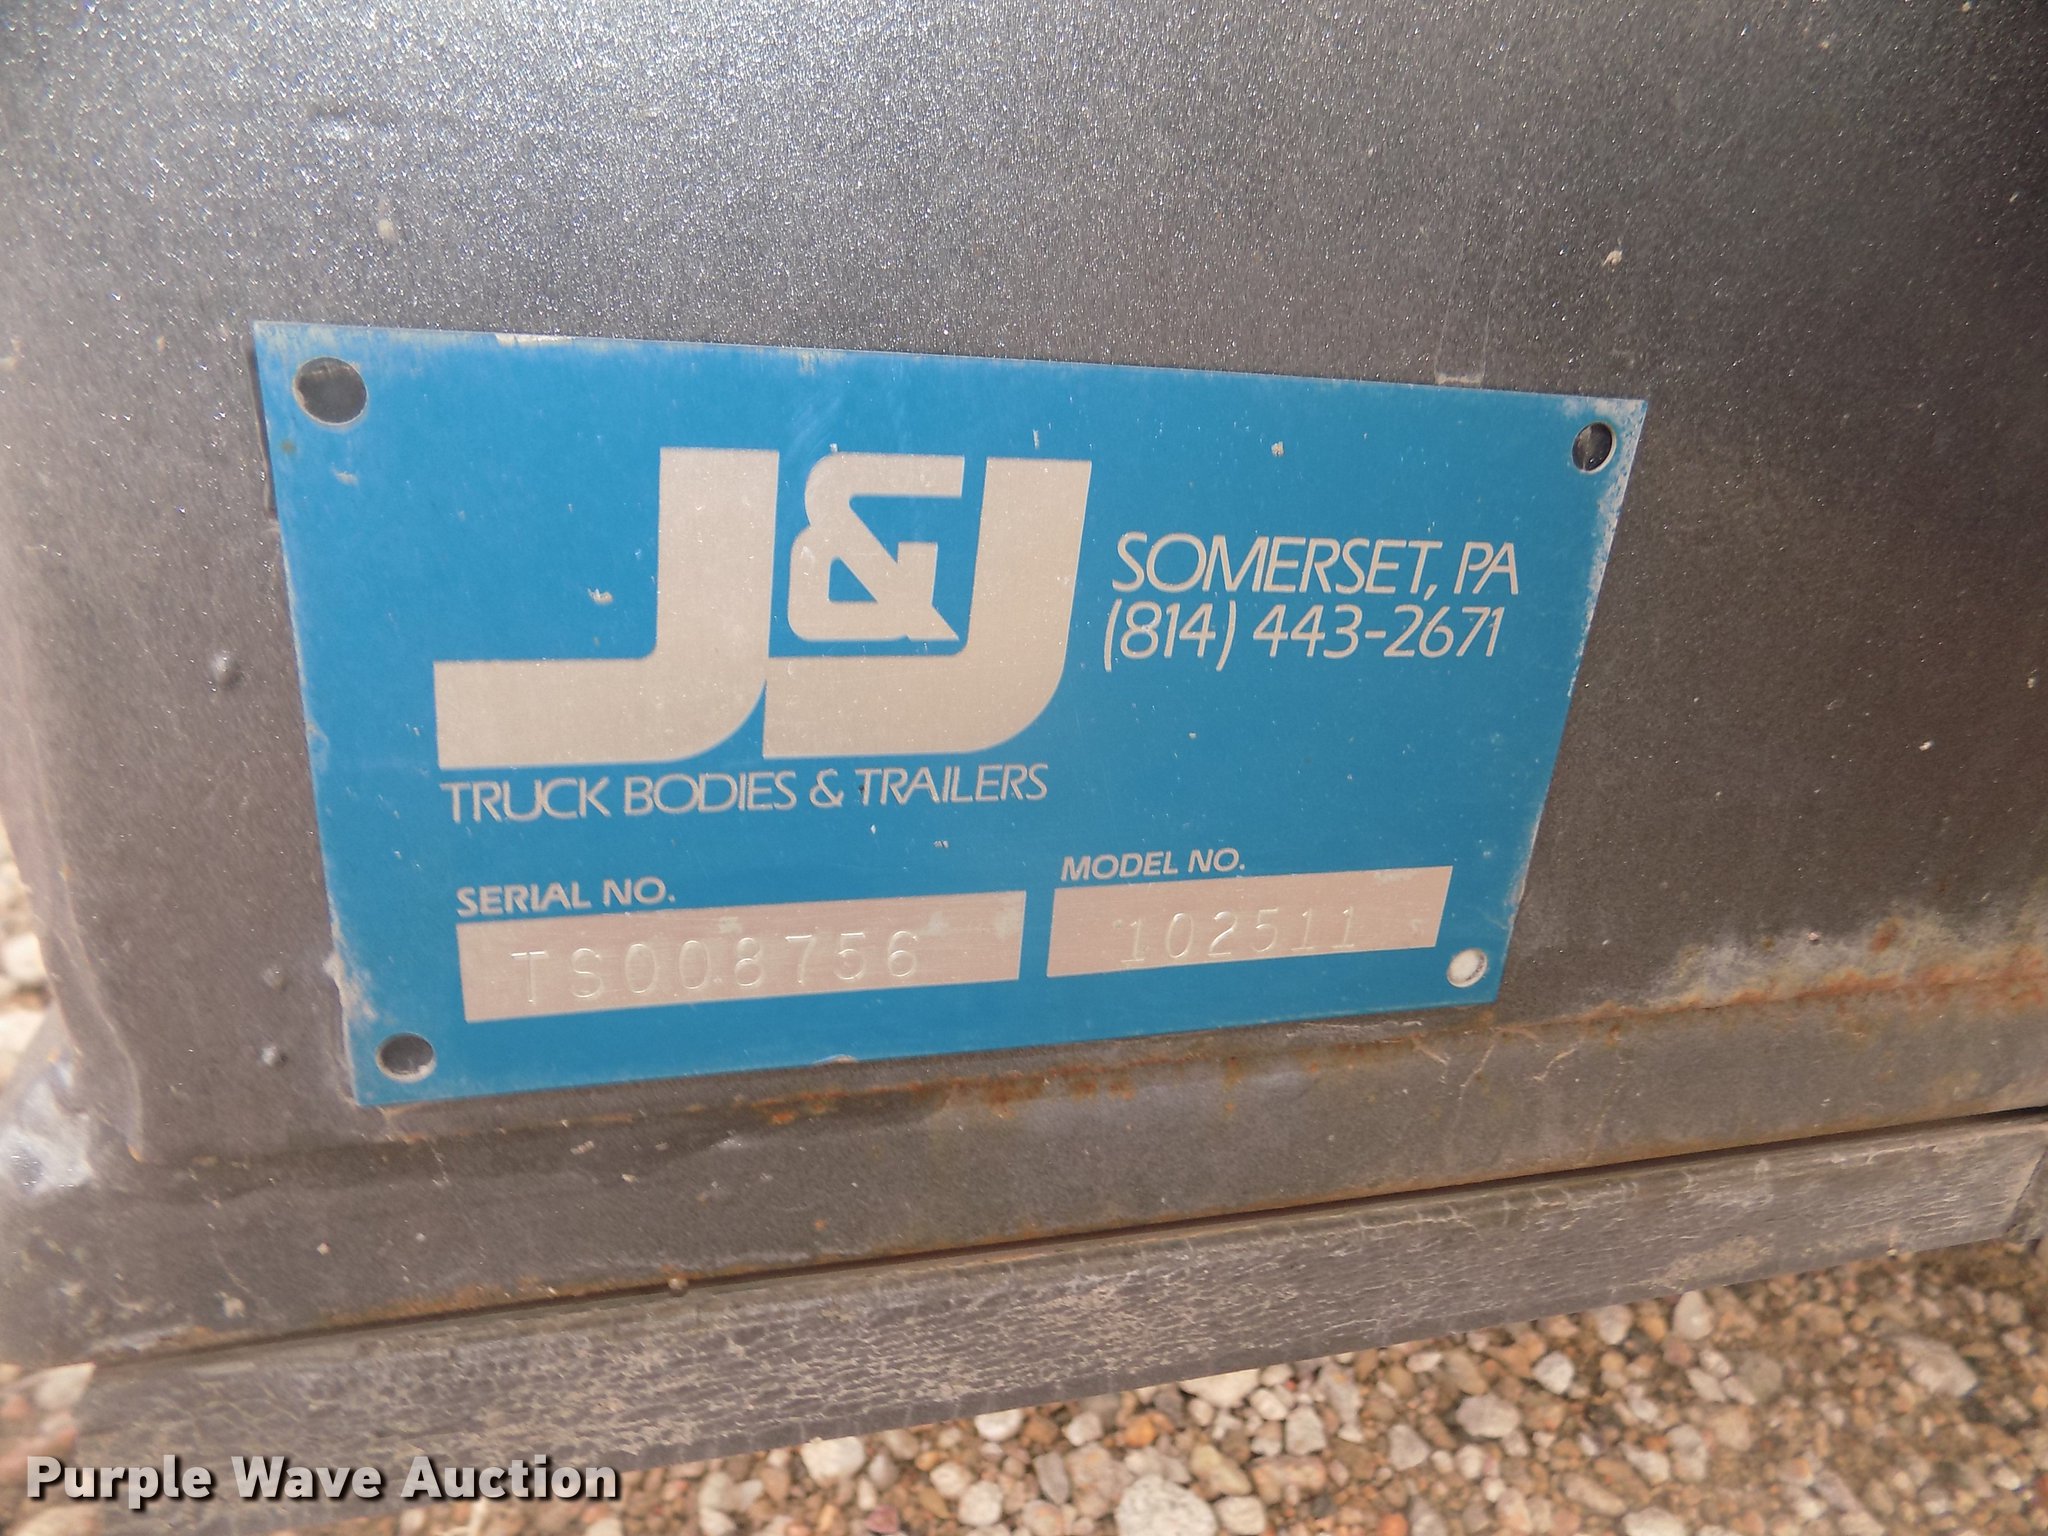 J&J
SOMERSET, PA
(814) 443-2671
TRUCK BODIES & TRAILERS
SERIAL NO.
TS008756
MODEL NO.
102511
Purple Wave Auction